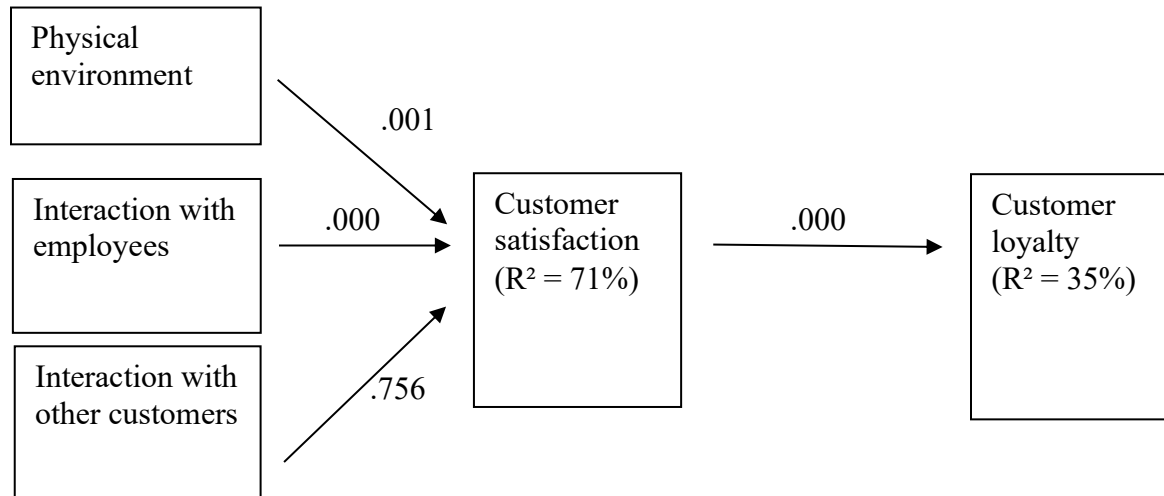 Physical
environment
.001
Interaction with
employees
.000
Customer
satisfaction
(R² = 71%)
.000
Customer
loyalty
(R² = 35%)
Interaction with
other customers
.756